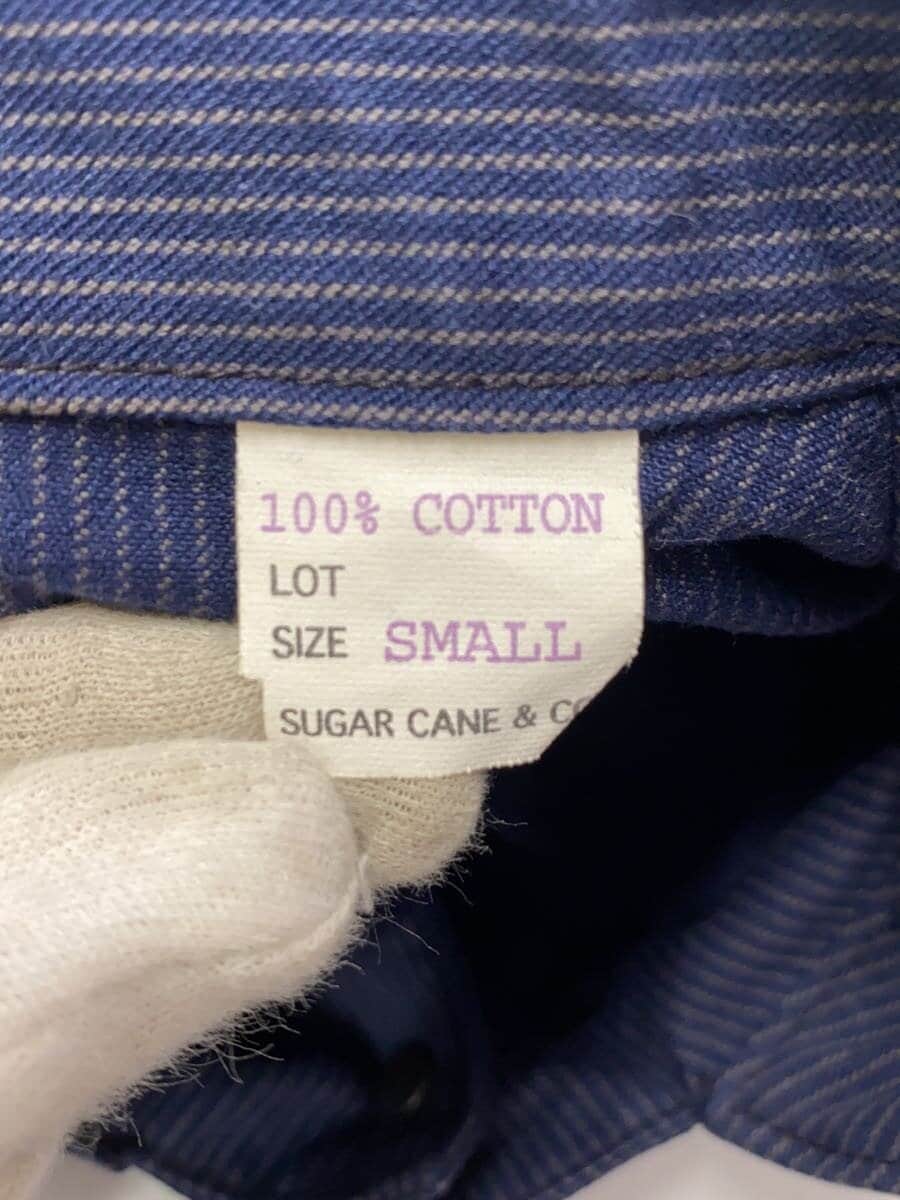 100% COTTON
LOT
SIZE SMALL
SUGAR CANE & C